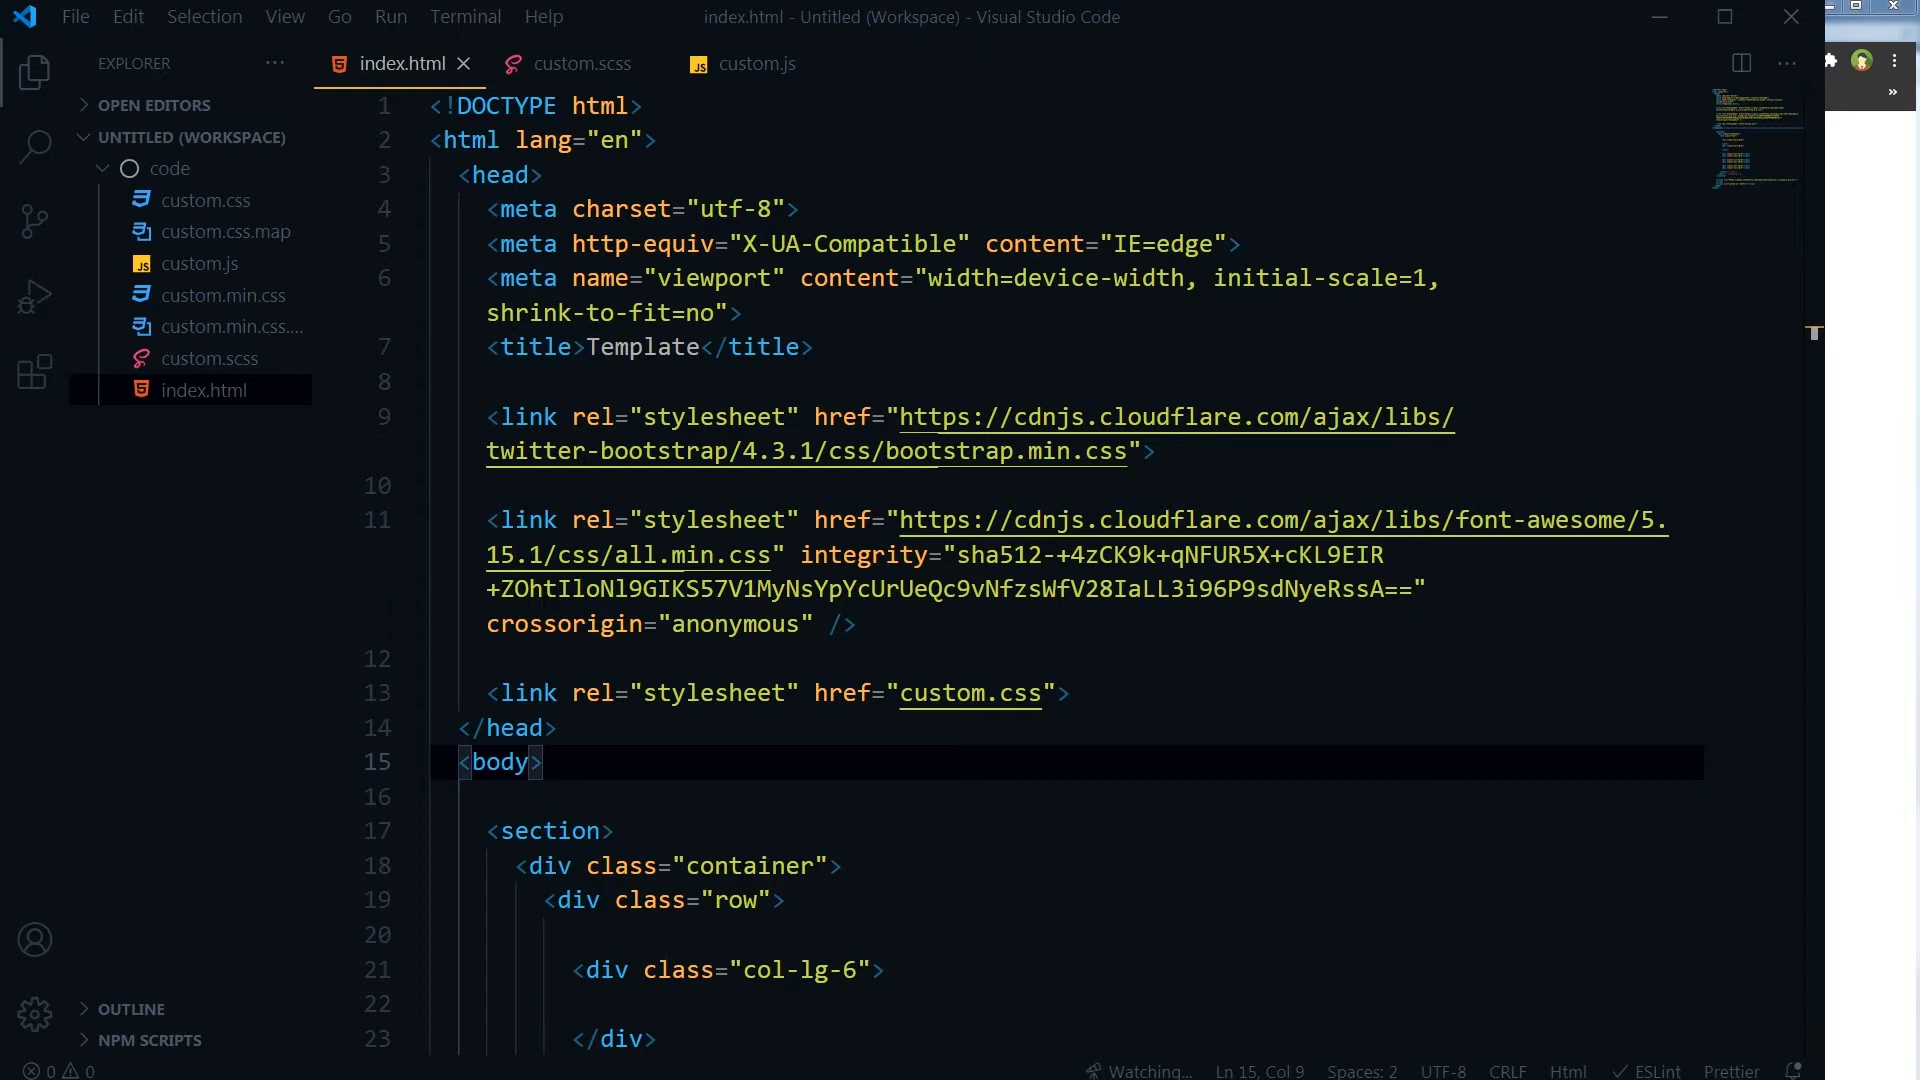 File Edit Selection View Go Run Terminal Help
index.html - Untitled (Workspace) - Visual Studio Code
EXPLORER
OPEN EDITORS
UNTITLED (WORKSPACE)
code
custom.css
custom.css.map
custom.js
custom.min.css
custom.min.css....
custom.scss
index.html
OUTLINE
NPM SCRIPTS
index.html custom.scss custom.js
1 <!DOCTYPE html>
2 <html lang="en">
3 <head>
4 <meta charset="utf-8">
5 <meta http-equiv="X-UA-Compatible" content="IE=edge">
6 <meta name="viewport" content="width=device-width, initial-scale=1,
shrink-to-fit=no">
7 <title>Template</title>
8
9 <link rel="stylesheet" href="https://cdnjs.cloudflare.com/ajax/libs/
twitter-bootstrap/4.3.1/css/bootstrap.min.css">
10
11 <link rel="stylesheet" href="https://cdnjs.cloudflare.com/ajax/libs/font-awesome/5.
15.1/css/all.min.css" integrity="sha512-+4zCK9k+qNFUR5X+cKL9EIR
+ZOhtIloNl9GIKS57V1MyNsYpYcUrUeQc9vNfzsWfV28IaLL3i96P9sdNyeRssA=="
crossorigin="anonymous" />
12
13 <link rel="stylesheet" href="custom.css">
14 </head>
15 <body>
16
17 <section>
18 <div class="container">
19 <div class="row">
20
21 <div class="col-lg-6">
22
23 </div>
0 0 Watching... Ln 15, Col 9 Spaces: 2 UTF-8 CRLF Html ESLint Prettier